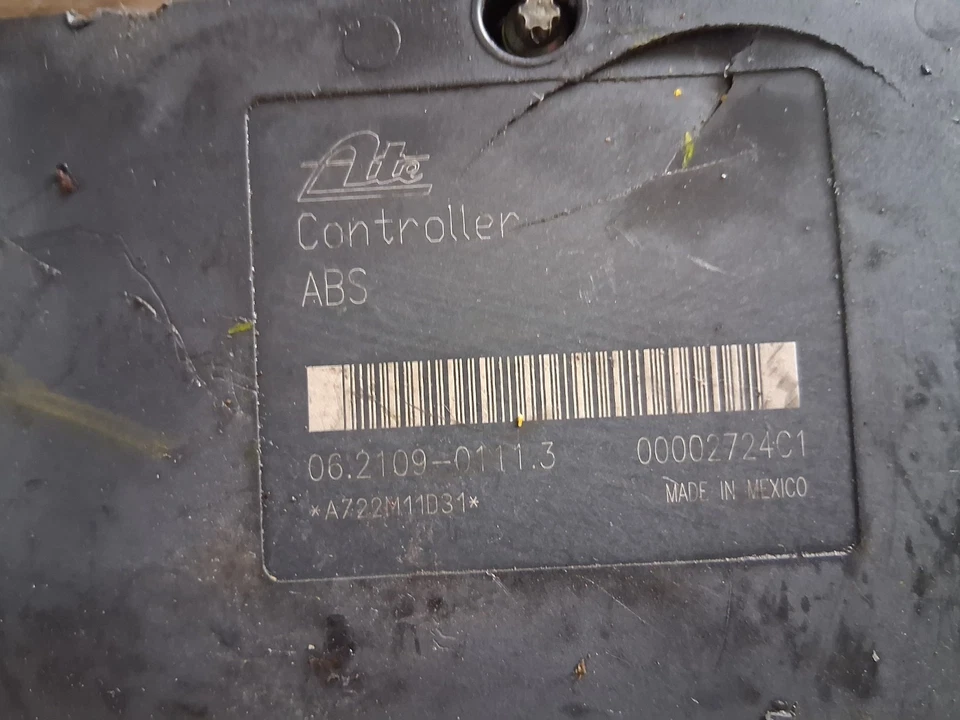 Ate
Controller
ABS
06.2109-0111.3 00002724C1
*A722M11D31* MADE IN MEXICO